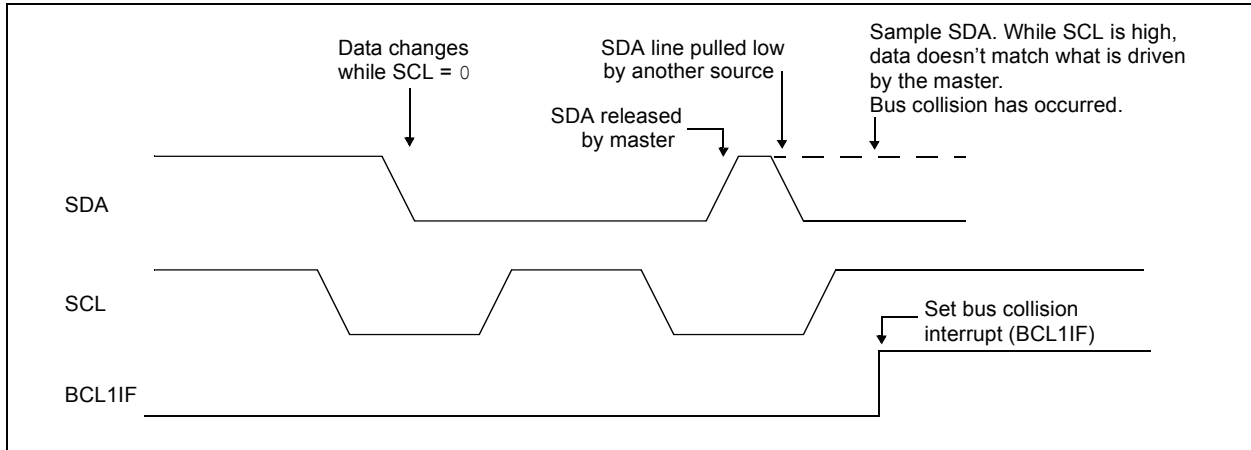 Data changes
while SCL = 0
SDA line pulled low
by another source
SDA released
by master
Sample SDA. While SCL is high,
data doesn’t match what is driven
by the master.
Bus collision has occurred.
SDA
SCL
Set bus collision
interrupt (BCL1IF)
BCL1IF